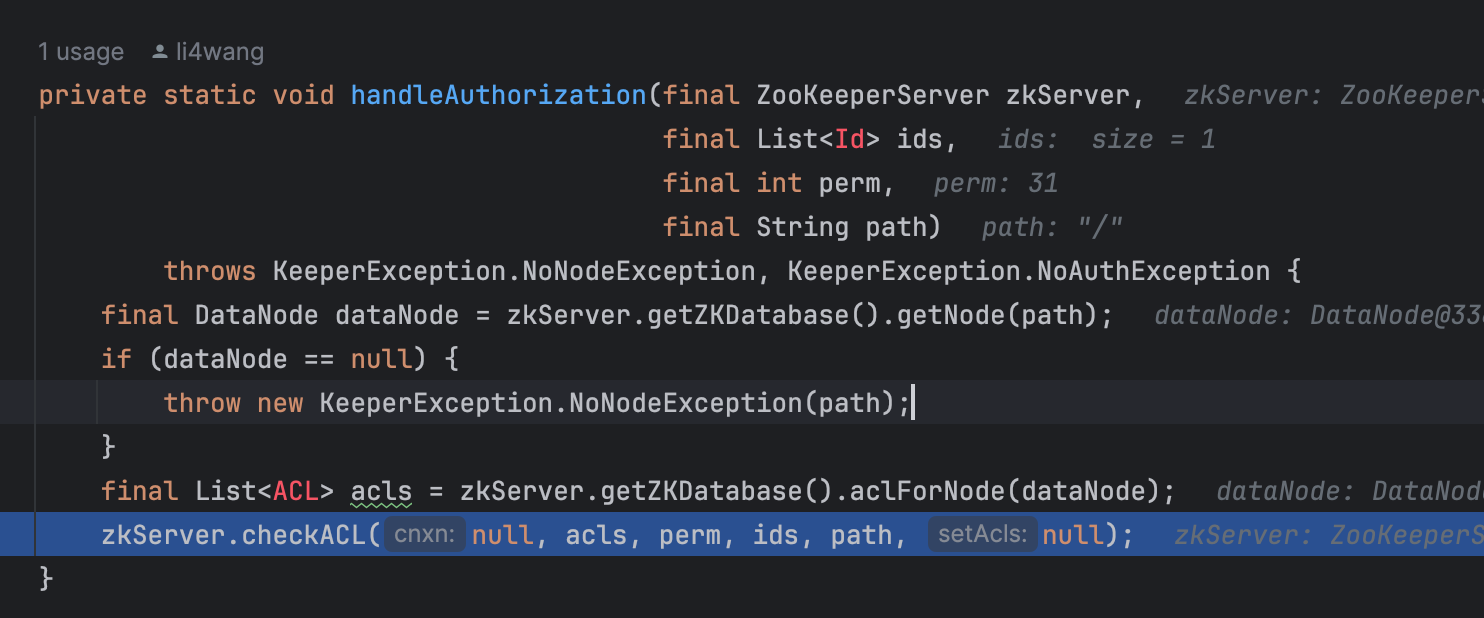 1 usage li4wang
private static void handleAuthorization(final ZooKeeperServer zkServer, zkServer: ZooKeeper
final List<Id> ids, ids: size = 1
final int perm, perm: 31
final String path) path: "/"
throws KeeperException.NoNodeException, KeeperException.NoAuthException {
final DataNode dataNode = zkServer.getZKDatabase().getNode(path); dataNode: DataNode@33
if (dataNode == null) {
throw new KeeperException.NoNodeException(path);
}
final List<ACL> acls = zkServer.getZKDatabase().aclForNode(dataNode); dataNode: DataNod
zkServer.checkACL( cnxn: null, acls, perm, ids, path, setAcls: null); zkServer: ZooKeeperS
}